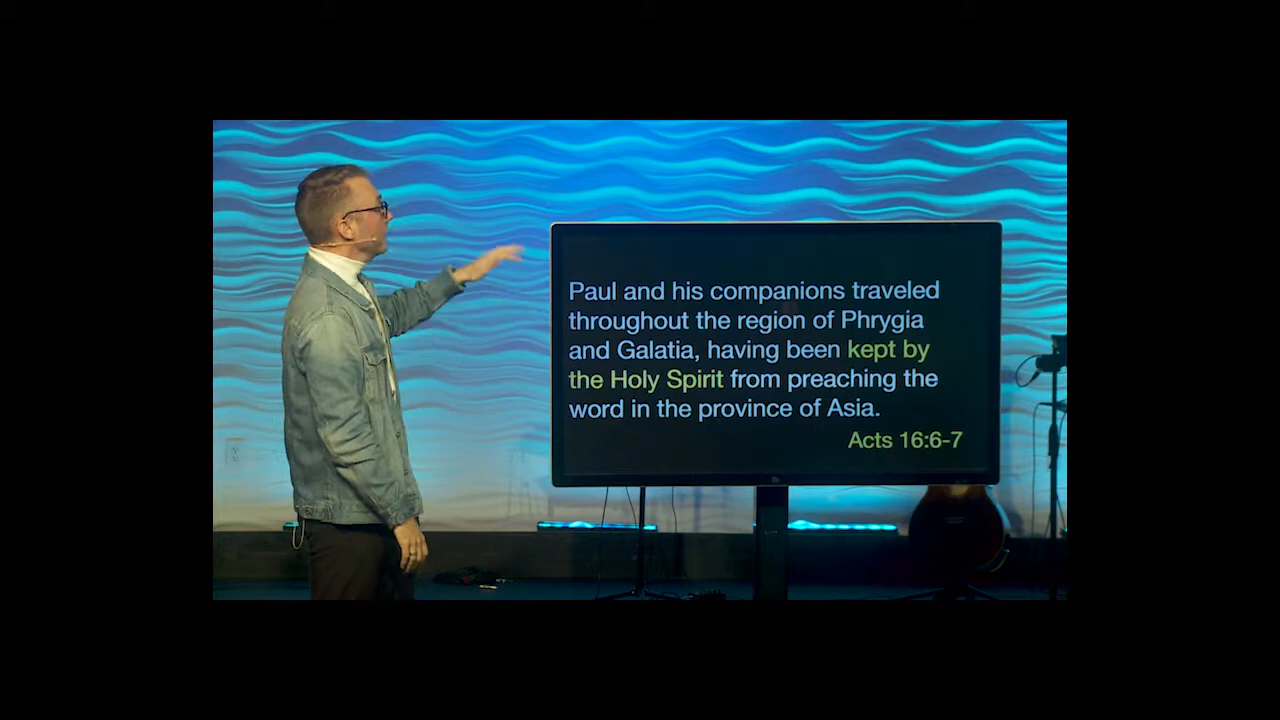 Paul and his companions traveled
throughout the region of Phrygia
and Galatia, having been kept by
the Holy Spirit from preaching the
word in the province of Asia.
Acts 16:6-7